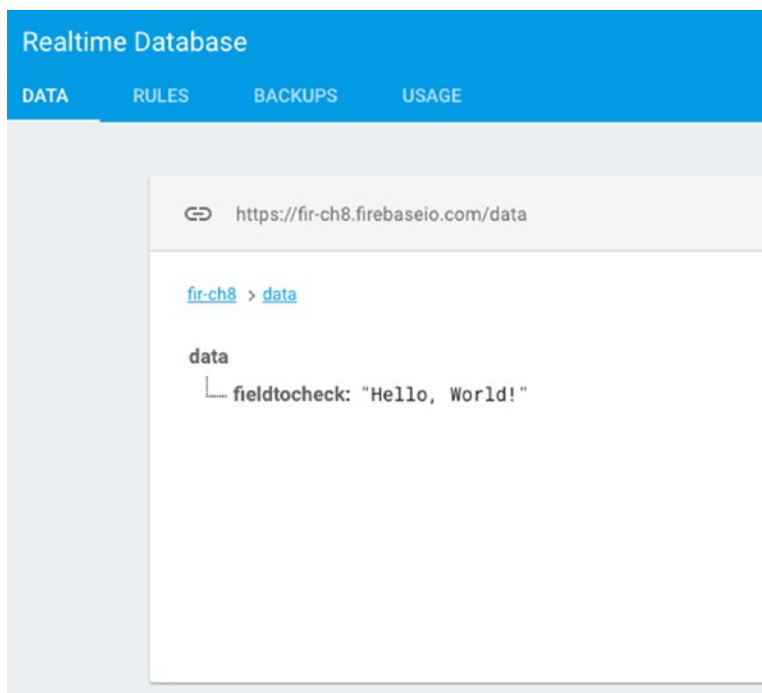 Realtime Database
DATA RULES BACKUPS USAGE
https://fir-ch8.firebaseio.com/data
fir-ch8 > data
data
fieldtocheck: "Hello, World!"